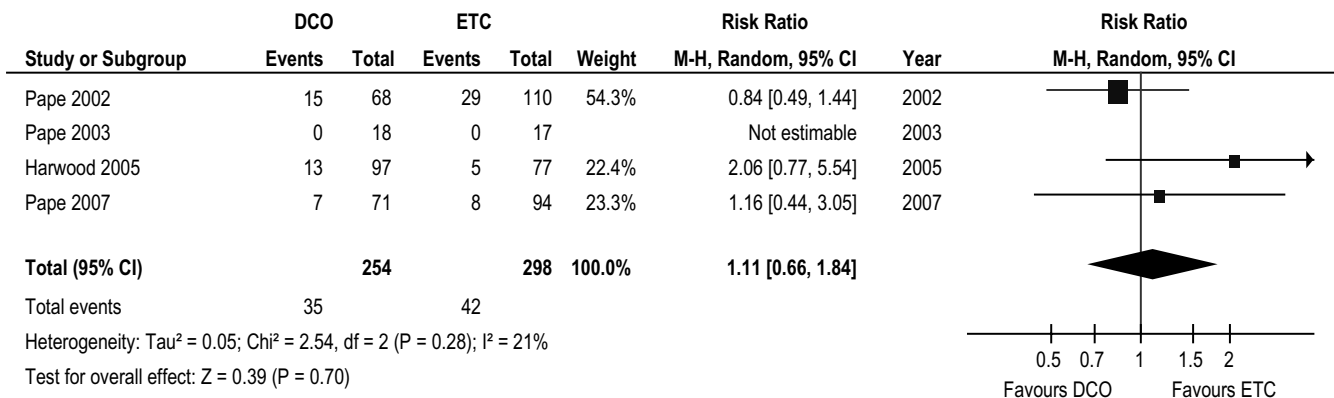 DCO ETC Risk Ratio Risk Ratio
Study or Subgroup Events Total Events Total Weight M-H, Random, 95% CI Year M-H, Random, 95% CI
Pape 2002 15 68 29 110 54.3% 0.84 [0.49, 1.44] 2002
Pape 2003 0 18 0 17 Not estimable 2003
Harwood 2005 13 97 5 77 22.4% 2.06 [0.77, 5.54] 2005
Pape 2007 7 71 8 94 23.3% 1.16 [0.44, 3.05] 2007
Total (95% CI) 254 298 100.0% 1.11 [0.66, 1.84]
Total events 35 42
Heterogeneity: Tau² = 0.05; Chi² = 2.54, df = 2 (P = 0.28); I² = 21%
Test for overall effect: Z = 0.39 (P = 0.70)
0.5 0.7 1 1.5 2
Favours DCO Favours ETC